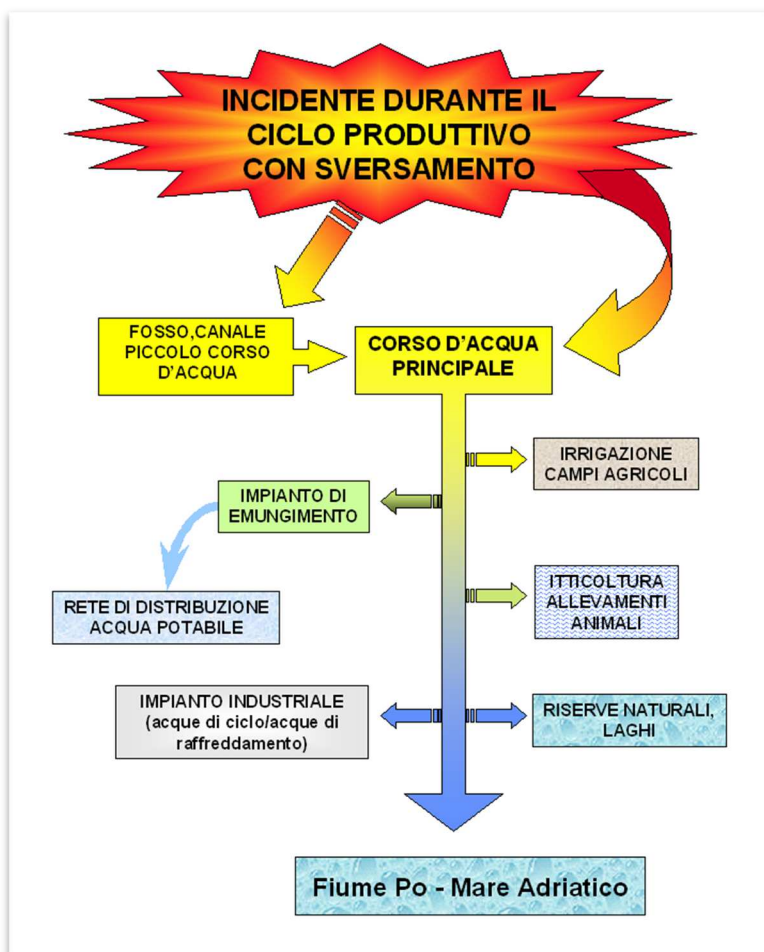 INCIDENTE DURANTE IL
CICLO PRODUTTIVO
CON SVERSAMENTO
FOSSO,CANALE
PICCOLO CORSO
D'ACQUA
CORSO D'ACQUA
PRINCIPALE
IRRIGAZIONE
CAMPI AGRICOLI
IMPIANTO DI
EMUNGIMENTO
ITTICOLTURA
ALLEVAMENTI
ANIMALI
RETE DI DISTRIBUZIONE
ACQUA POTABILE
IMPIANTO INDUSTRIALE
(acque di ciclo/acque di
raffreddamento)
RISERVE NATURALI,
LAGHI
Fiume Po - Mare Adriatico